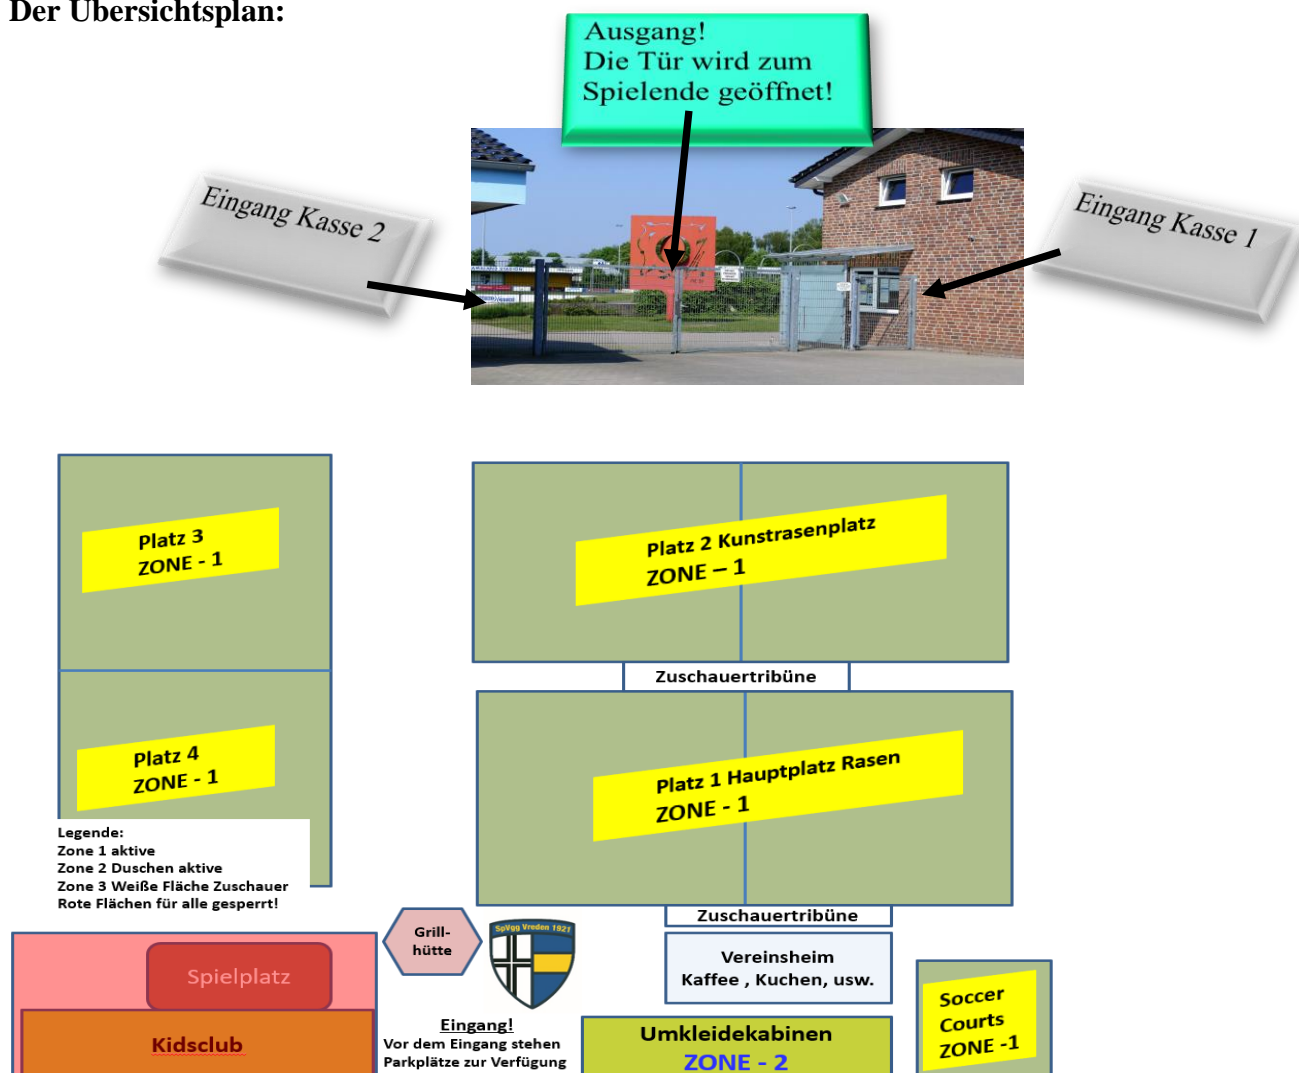 Der Übersichtsplan:
Ausgang!
Die Tür wird zum
Spielende geöffnet!
Eingang Kasse 2
Eingang Kasse 1
Platz 3
ZONE - 1
Platz 2 Kunstrasenplatz
ZONE – 1
Zuschauertribüne
Platz 4
ZONE - 1
Platz 1 Hauptplatz Rasen
ZONE - 1
Legende:
Zone 1 aktive
Zone 2 Duschen aktive
Zone 3 Weiße Fläche Zuschauer
Rote Flächen für alle gesperrt!
Zuschauertribüne
Grill-
hütte
SpVgg Vreden 1921
Vereinsheim
Kaffee , Kuchen, usw.
Spielplatz
Kidsclub
Eingang!
Vor dem Eingang stehen
Parkplätze zur Verfügung
Umkleidekabinen
ZONE - 2
Soccer
Courts
ZONE -1